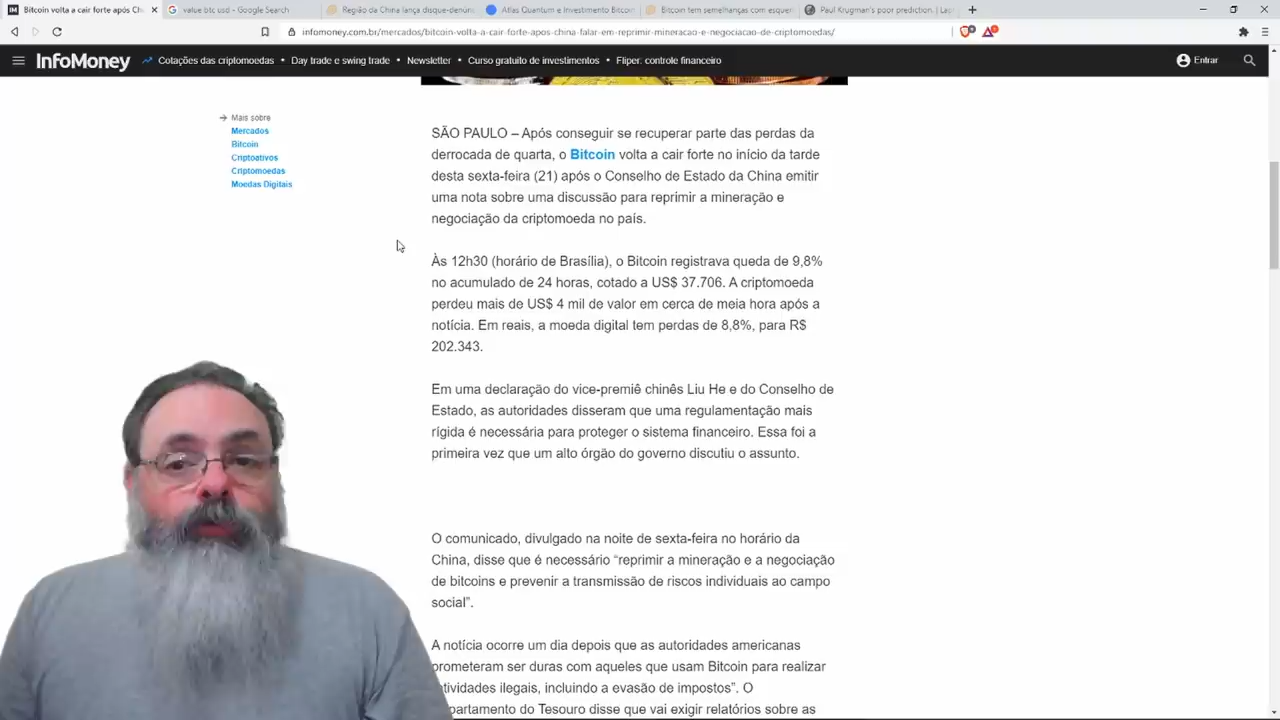 Bitcoin volta a cair forte após Ch
value btc usd - Google Search
Região da China lança disque-denún
Atlas Quantum e Investimento Bitcoin
Bitcoin tem semelhanças com esquem
Paul Krugman's poor prediction. | Las
infomoney.com.br/mercados/bitcoin-volta-a-cair-forte-apos-china-falar-em-reprimir-mineracao-e-negociacao-de-criptomoedas/
InfoMoney
Cotações das criptomoedas • Day trade e swing trade • Newsletter • Curso gratuito de investimentos • Fliper: controle financeiro
Entrar
Mais sobre
Mercados
Bitcoin
Criptoativos
Criptomoedas
Moedas Digitais
SÃO PAULO – Após conseguir se recuperar parte das perdas da
derrocada de quarta, o Bitcoin volta a cair forte no início da tarde
desta sexta-feira (21) após o Conselho de Estado da China emitir
uma nota sobre uma discussão para reprimir a mineração e
negociação da criptomoeda no país.
Às 12h30 (horário de Brasília), o Bitcoin registrava queda de 9,8%
no acumulado de 24 horas, cotado a US$ 37.706. A criptomoeda
perdeu mais de US$ 4 mil de valor em cerca de meia hora após a
notícia. Em reais, a moeda digital tem perdas de 8,8%, para R$
202.343.
Em uma declaração do vice-premiê chinês Liu He e do Conselho de
Estado, as autoridades disseram que uma regulamentação mais
rígida é necessária para proteger o sistema financeiro. Essa foi a
primeira vez que um alto órgão do governo discutiu o assunto.
O comunicado, divulgado na noite de sexta-feira no horário da
China, disse que é necessário “reprimir a mineração e a negociação
de bitcoins e prevenir a transmissão de riscos individuais ao campo
social”.
A notícia ocorre um dia depois que as autoridades americanas
prometeram ser duras com aqueles que usam Bitcoin para realizar
tividades ilegais, incluindo a evasão de impostos”. O
partamento do Tesouro disse que vai exigir relatórios sobre as